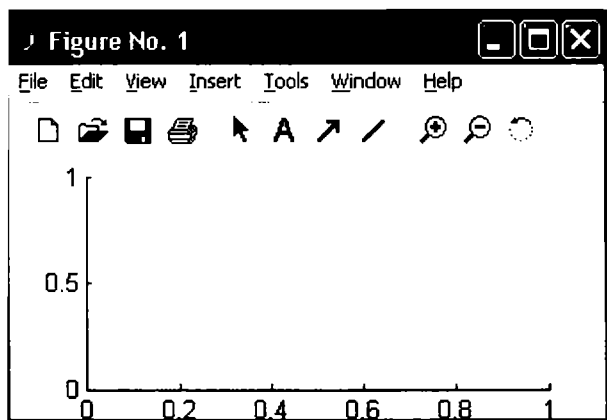 Figure No. 1
File Edit View Insert Tools Window Help
A
1
0.5
0
0 0.2 0.4 0.6 0.8 1